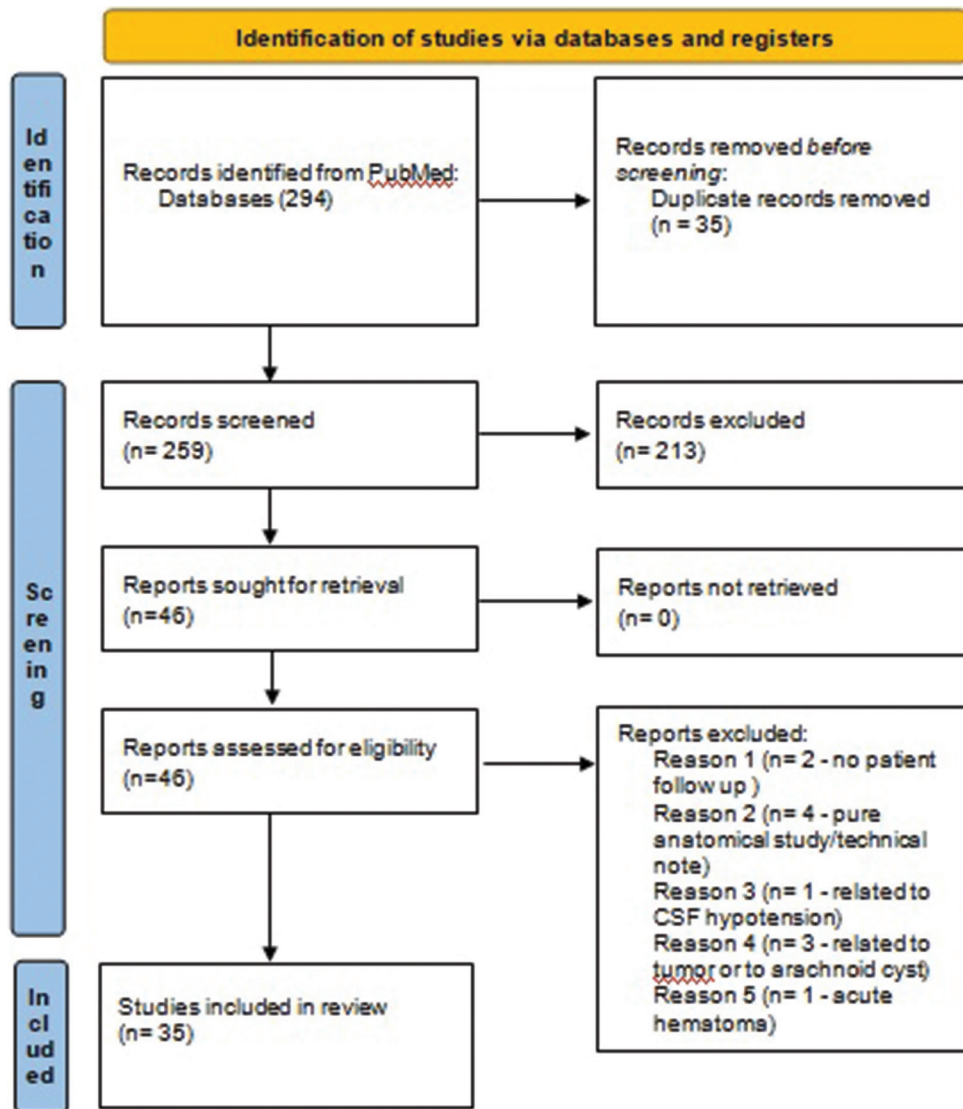 Identification of studies via databases and registers
Id
en
tifi
ca
tio
n
Records identified from PubMed:
Databases (294)
Records removed before
screening:
Duplicate records removed
(n = 35)
Sc
re
en
in
g
Records screened
(n= 259)
Records excluded
(n= 213)
Reports sought for retrieval
(n=46)
Reports not retrieved
(n= 0)
Reports assessed for eligibility
(n=46)
Reports excluded:
Reason 1 (n= 2 - no patient
follow up )
Reason 2 (n= 4 - pure
anatomical study/technical
note)
Reason 3 (n= 1 - related to
CSF hypotension)
Reason 4 (n= 3 - related to
tumor or to arachnoid cyst)
Reason 5 (n= 1 - acute
hematoma)
In
cl
ud
ed
Studies included in review
(n= 35)